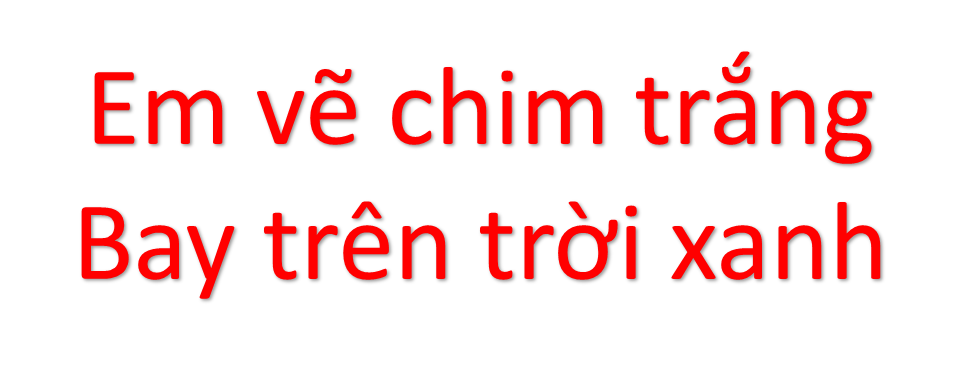 Em vẽ chim trắng
Bay trên trời xanh